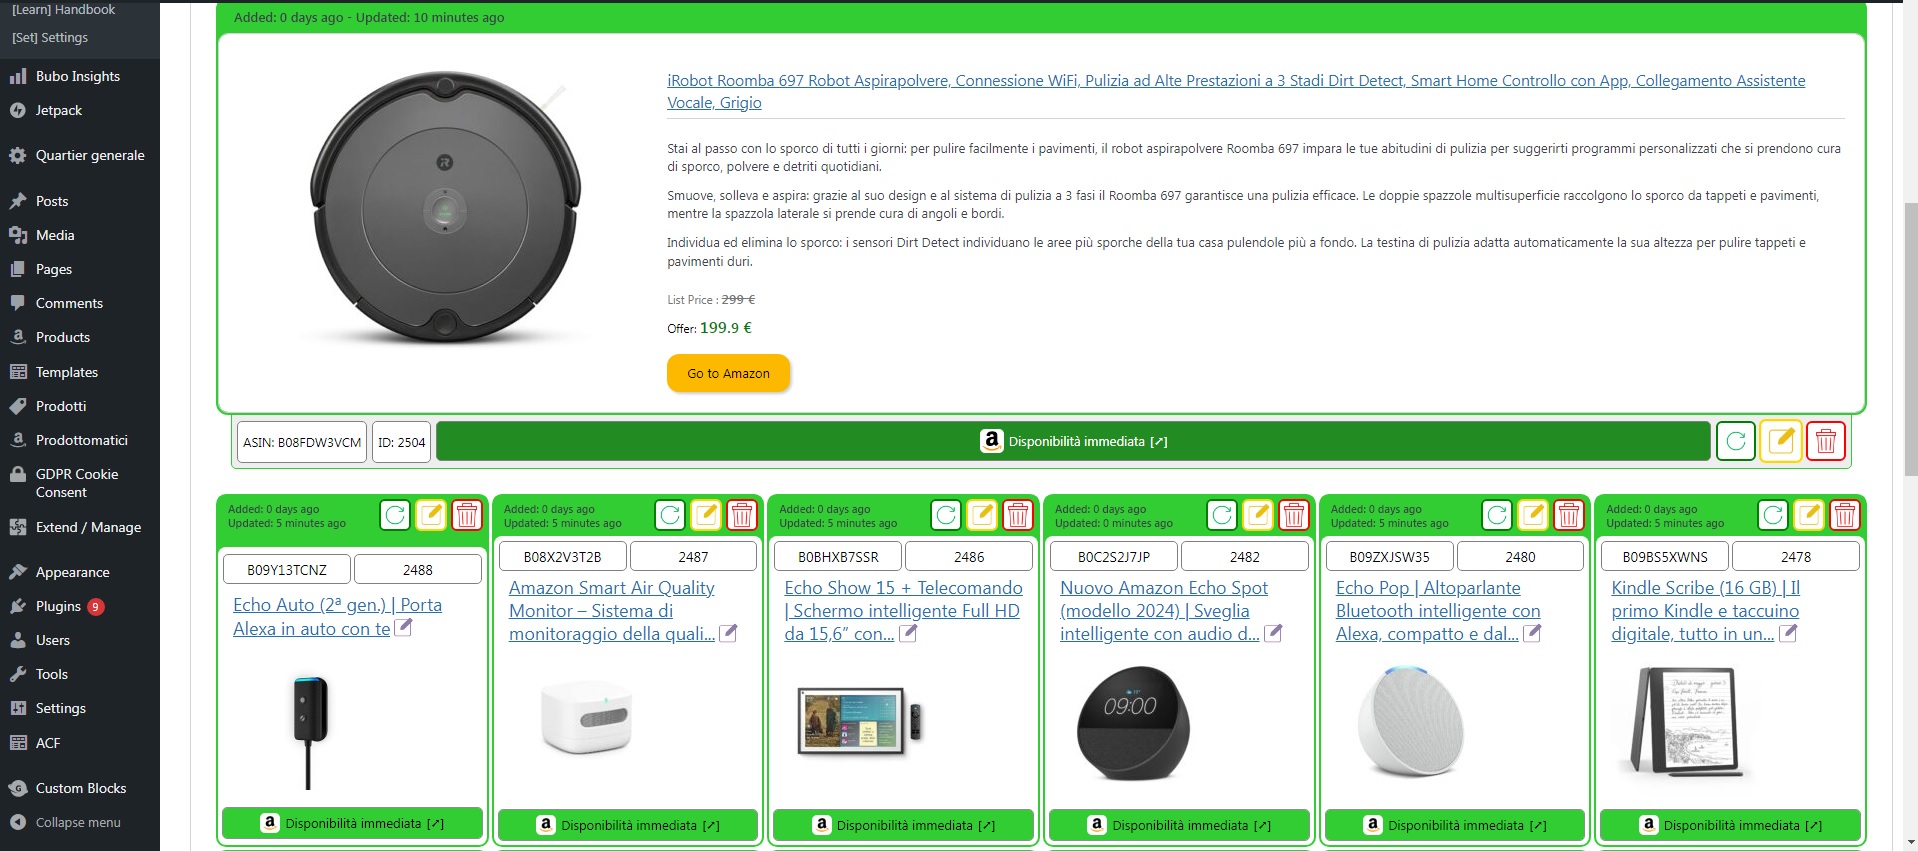 [Learn] Handbook
[Set] Settings
Bubo Insights
Jetpack
Quartier generale
Posts
Media
Pages
Comments
Products
Templates
Prodotti
Prodottomatici
GDPR Cookie
Consent
Extend / Manage
Appearance
Plugins 9
Users
Tools
Settings
ACF
Custom Blocks
Collapse menu
Added: 0 days ago - Updated: 10 minutes ago
iRobot Roomba 697 Robot Aspirapolvere, Connessione WiFi, Pulizia ad Alte Prestazioni a 3 Stadi Dirt Detect, Smart Home Controllo con App, Collegamento Assistente
Vocale, Grigio
Stai al passo con lo sporco di tutti i giorni: per pulire facilmente i pavimenti, il robot aspirapolvere Roomba 697 impara le tue abitudini di pulizia per suggerirti programmi personalizzati che si prendono cura
di sporco, polvere e detriti quotidiani.
Smuove, solleva e aspira: grazie al suo design e al sistema di pulizia a 3 fasi il Roomba 697 garantisce una pulizia efficace. Le doppie spazzole multisuperficie raccolgono lo sporco da tappeti e pavimenti,
mentre la spazzola laterale si prende cura di angoli e bordi.
Individua ed elimina lo sporco: i sensori Dirt Detect individuano le aree più sporche della tua casa pulendole più a fondo. La testina di pulizia adatta automaticamente la sua altezza per pulire tappeti e
pavimenti duri.
List Price : 299 €
Offer: 199.9 €
Go to Amazon
ASIN: B08FDW3VCM
ID: 2504
a Disponibilità immediata [⤢]
Added: 0 days ago
Updated: 5 minutes ago
B09Y13TCNZ
2488
Echo Auto (2ª gen.) | Porta
Alexa in auto con te
a Disponibilità immediata [⤢]
Added: 0 days ago
Updated: 5 minutes ago
B08X2V3T2B
2487
Amazon Smart Air Quality
Monitor – Sistema di
monitoraggio della quali...
a Disponibilità immediata [⤢]
Added: 0 days ago
Updated: 5 minutes ago
B0BHXB7SSR
2486
Echo Show 15 + Telecomando
| Schermo intelligente Full HD
da 15,6” con...
a Disponibilità immediata [⤢]
Added: 0 days ago
Updated: 0 minutes ago
B0C2S2J7JP
2482
Nuovo Amazon Echo Spot
(modello 2024) | Sveglia
intelligente con audio d...
09:00
a Disponibilità immediata [⤢]
Added: 0 days ago
Updated: 5 minutes ago
B09ZXJSW35
2480
Echo Pop | Altoparlante
Bluetooth intelligente con
Alexa, compatto e dal...
a Disponibilità immediata [⤢]
Added: 0 days ago
Updated: 5 minutes ago
B09BS5XWNS
2478
Kindle Scribe (16 GB) | Il
primo Kindle e taccuino
digitale, tutto in un...
a Disponibilità immediata [⤢]